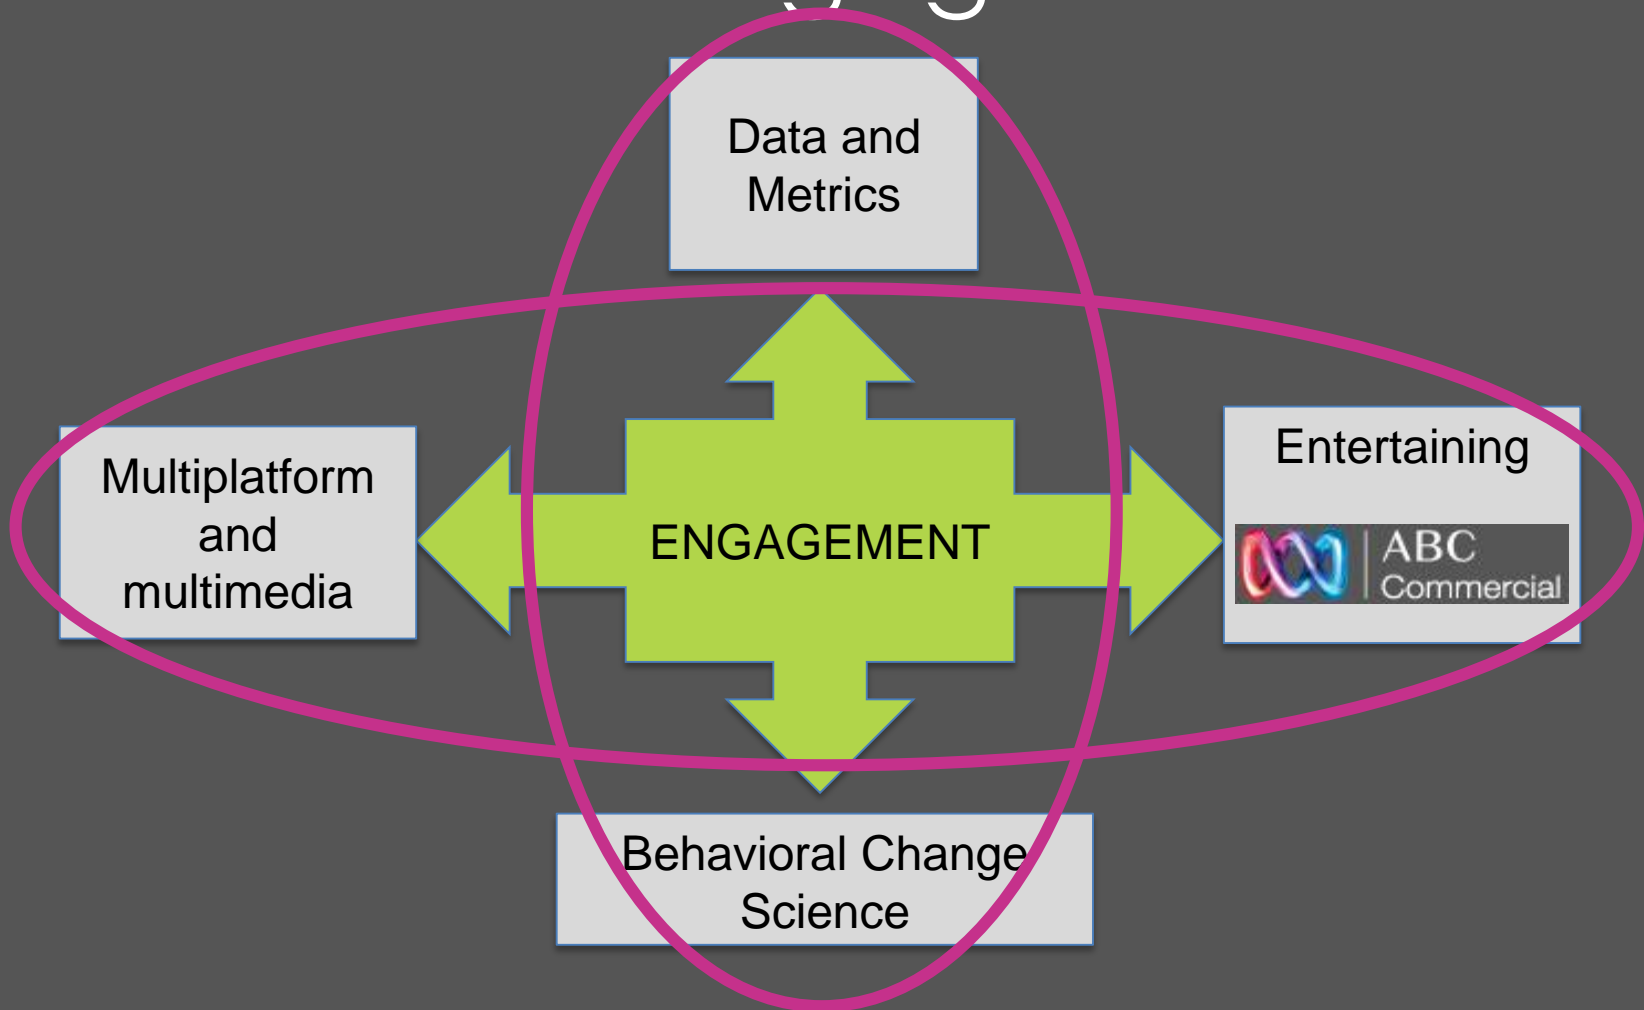 Data and
Metrics
Multiplatform
and
multimedia
ENGAGEMENT
Entertaining
ABC
Commercial
Behavioral Change
Science